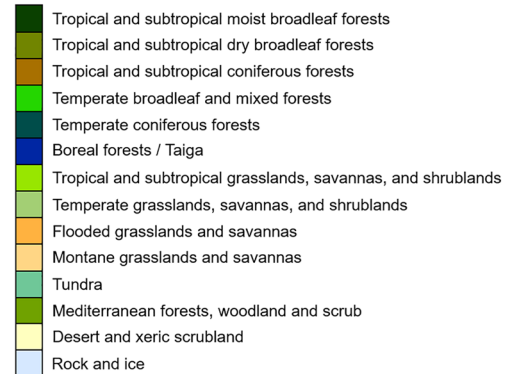 Tropical and subtropical moist broadleaf forests
Tropical and subtropical dry broadleaf forests
Tropical and subtropical coniferous forests
Temperate broadleaf and mixed forests
Temperate coniferous forests
Boreal forests / Taiga
Tropical and subtropical grasslands, savannas, and shrublands
Temperate grasslands, savannas, and shrublands
Flooded grasslands and savannas
Montane grasslands and savannas
Tundra
Mediterranean forests, woodland and scrub
Desert and xeric scrubland
Rock and ice